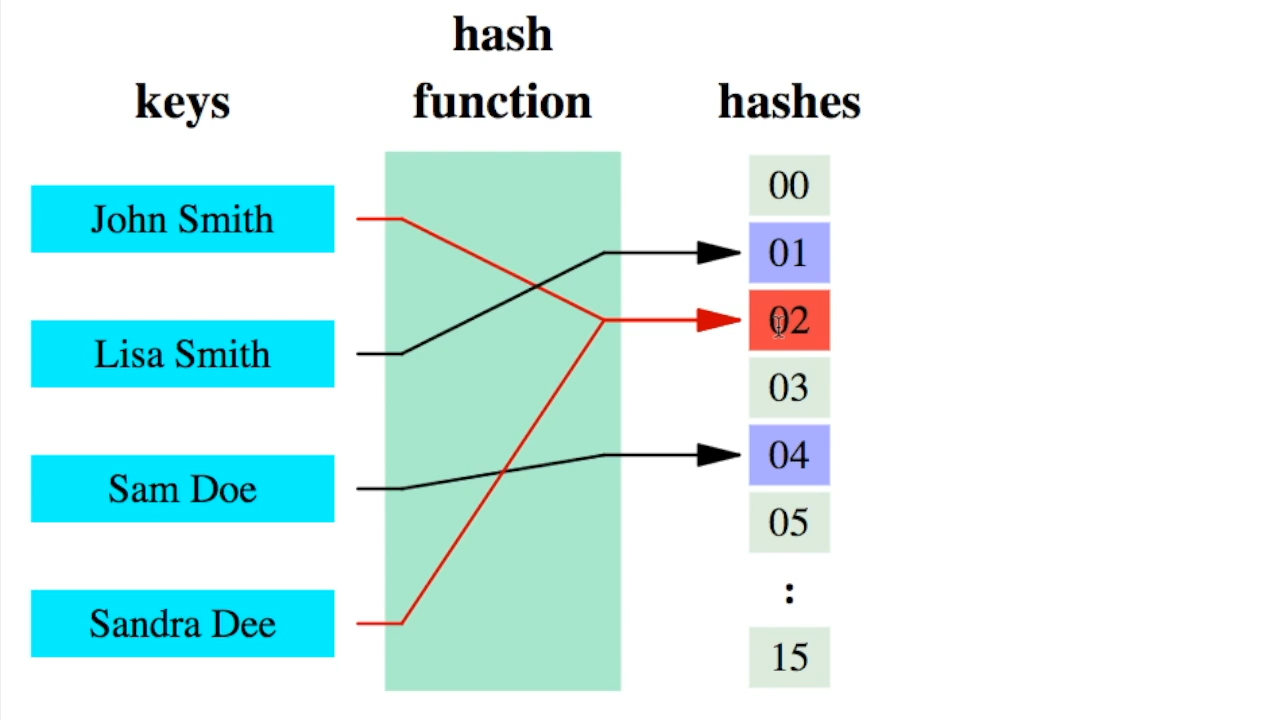 hash
function
keys
hashes
John Smith
Lisa Smith
Sam Doe
Sandra Dee
00
01
02
03
04
05
:
15